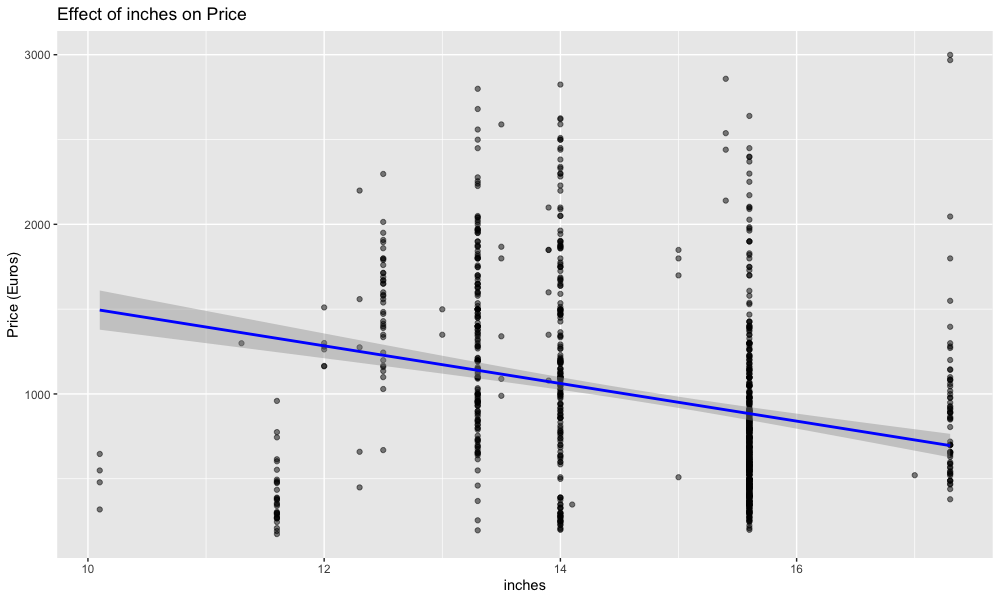 Effect of inches on Price
3000
2000
1000
Price (Euros)
10 12 14 16
inches